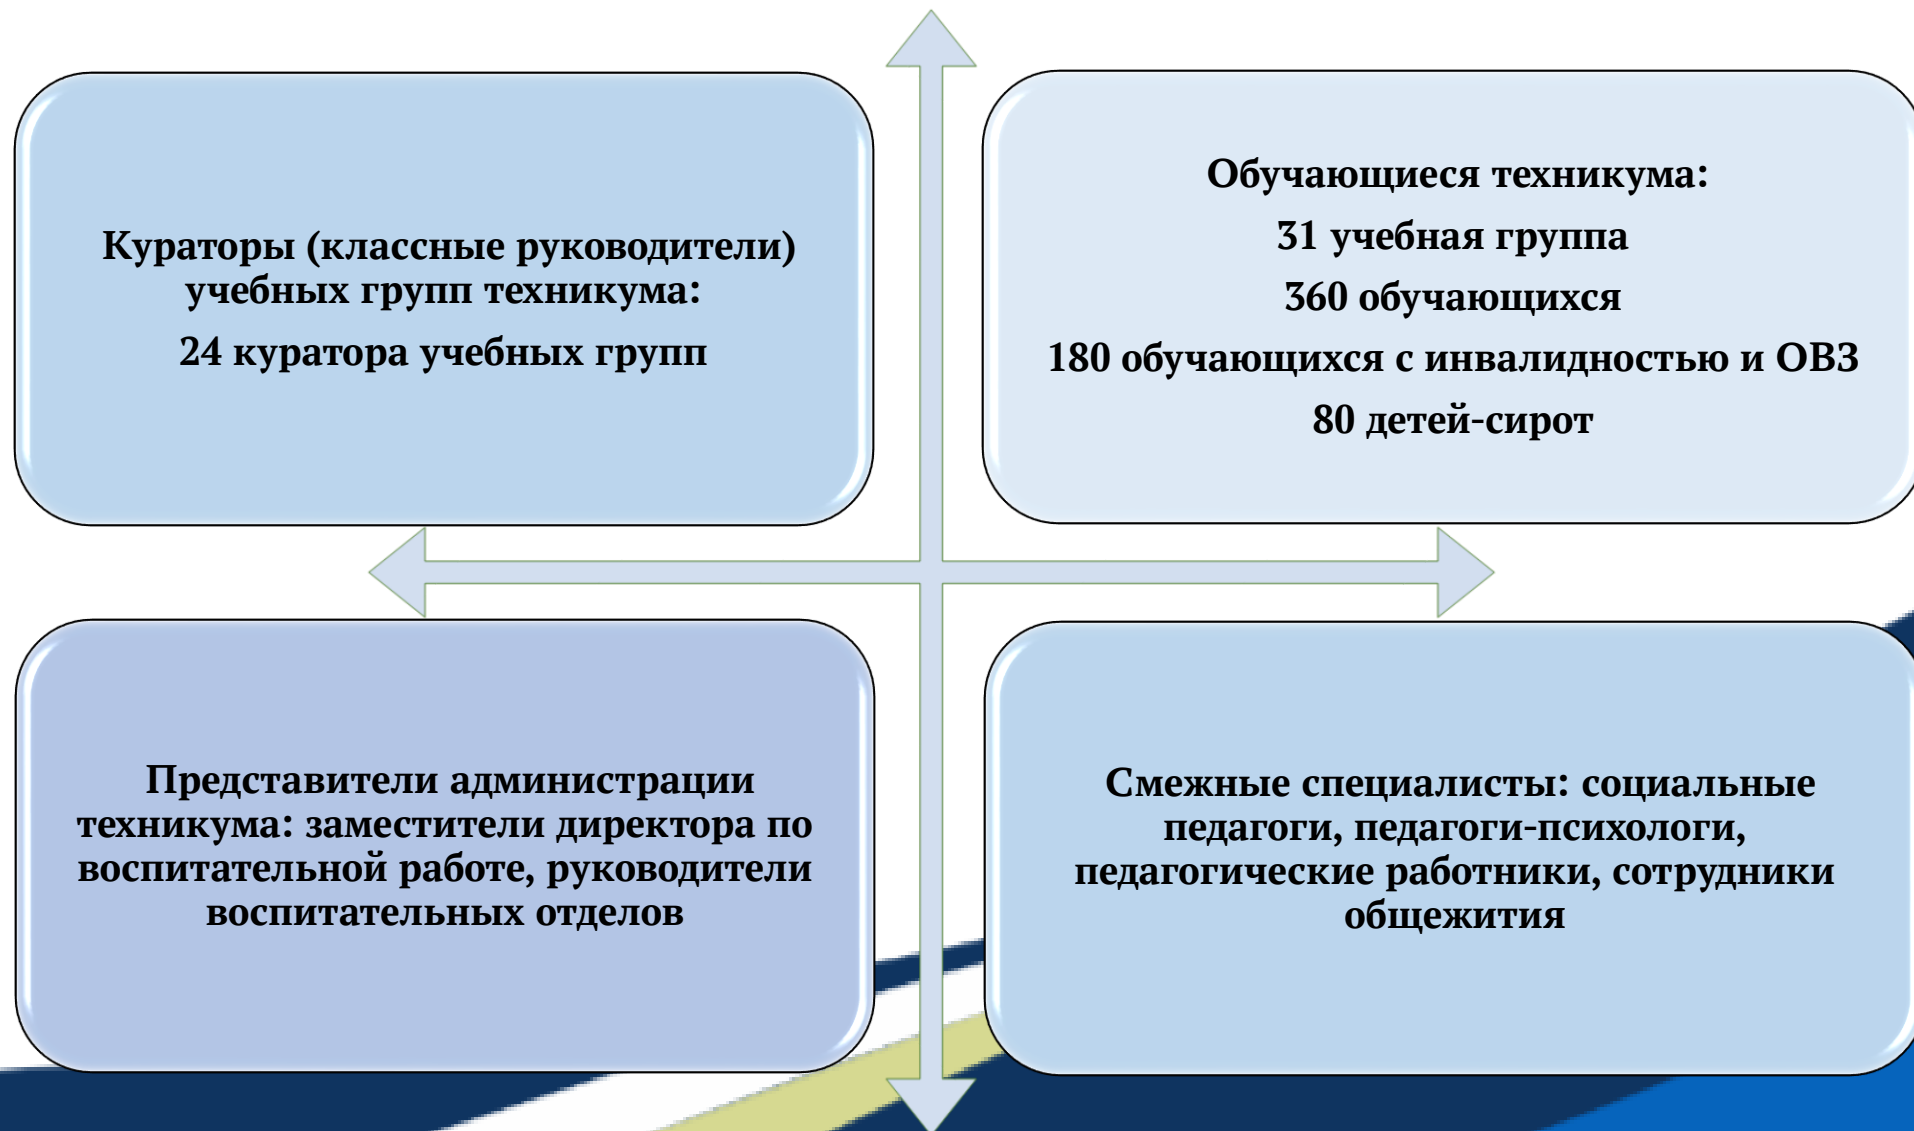 Кураторы (классные руководители)
учебных групп техникума:
24 куратора учебных групп
Обучающиеся техникума:
31 учебная группа
360 обучающихся
180 обучающихся с инвалидностью и ОВЗ
80 детей-сирот
Представители администрации
техникума: заместители директора по
воспитательной работе, руководители
воспитательных отделов
Смежные специалисты: социальные
педагоги, педагоги-психологи,
педагогические работники, сотрудники
общежития